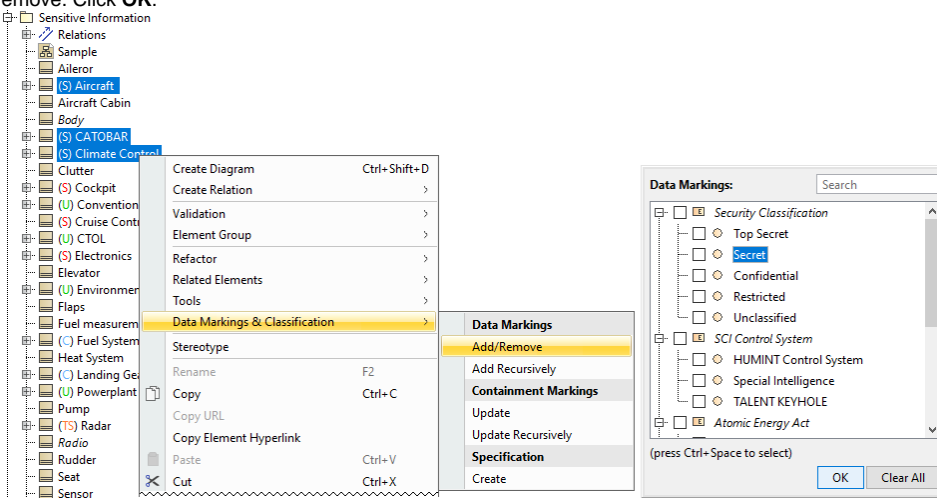 emove. Click OK.
Sensitive Information
Relations
Sample
Aileror
(S) Aircraft
Aircraft Cabin
Body
(S) CATOBAR
(S) Climate Control
Clutter
(S) Cockpit
(U) Convention
(S) Cruise Contr
(U) CTOL
(S) Electronics
Elevator
(U) Environmen
Flaps
Fuel measurem
(C) Fuel System
Heat System
(C) Landing Gea
(U) Powerplant
Pump
(TS) Radar
Radio
Rudder
Seat
Sensor
Create Diagram Ctrl+Shift+D
Create Relation >
Validation >
Element Group >
Refactor >
Related Elements >
Tools >
Data Markings & Classification >
Stereotype
Rename F2
Copy Ctrl+C
Copy URL
Copy Element Hyperlink
Paste Ctrl+V
Cut Ctrl+X
Data Markings
Add/Remove
Add Recursively
Containment Markings
Update
Update Recursively
Specification
Create
Data Markings: Search
E Security Classification
Top Secret
Secret
Confidential
Restricted
Unclassified
E SCI Control System
HUMINT Control System
Special Intelligence
TALENT KEYHOLE
E Atomic Energy Act
(press Ctrl+Space to select)
OK Clear All